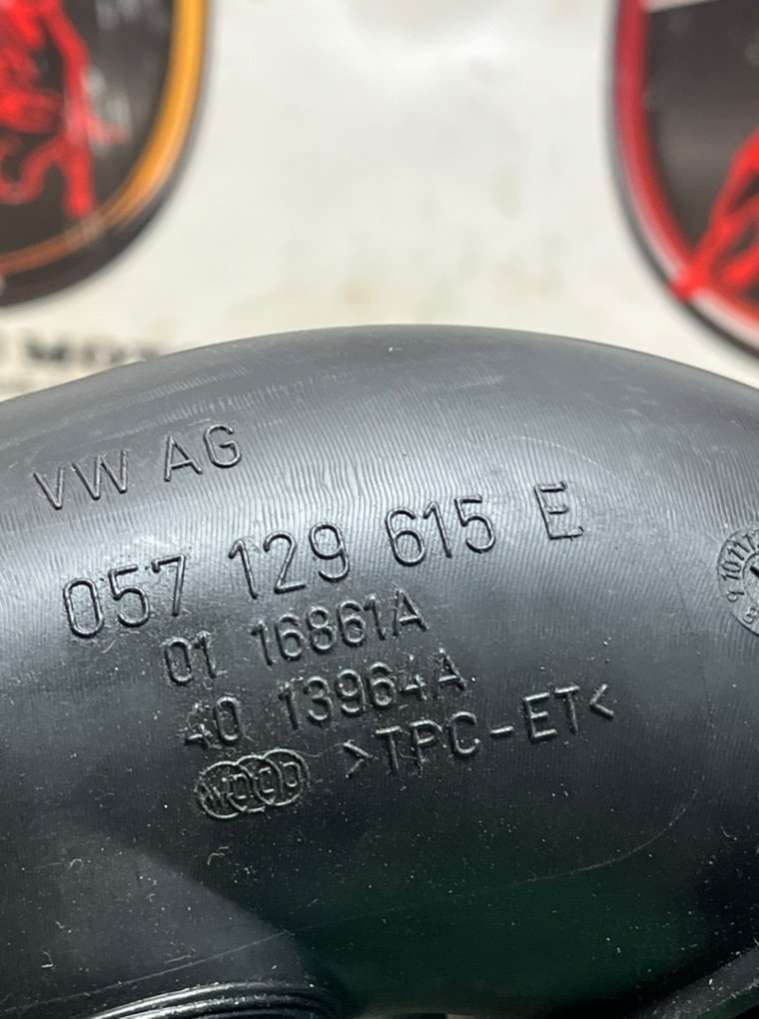 VW AG
057 129 615 E
01 16861A
40 13964A
>TPC-ET<